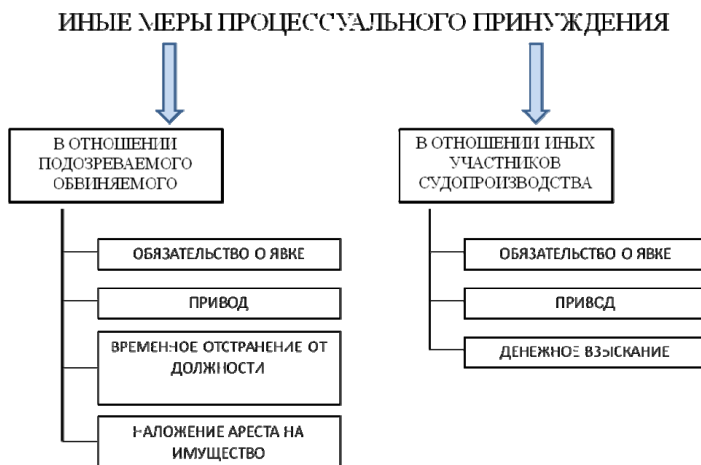 ИНЫЕ МЕРЫ ПРОЦЕССУАЛЬНОГО ПРИНУЖДЕНИЯ
В ОТНОШЕНИИ
ПОДОЗРЕВАЕМОГО
ОБВИНЯЕМОГО
ОБЯЗАТЕЛЬСТВО О ЯВКЕ
ПРИВОД
ВРЕМЕННОЕ ОТСТРАНЕНИЕ ОТ
ДОЛЖНОСТИ
НАЛОЖЕНИЕ АРЕСТА НА
ИМУЩЕСТВО
В ОТНОШЕНИИ ИНЫХ
УЧАСТНИКОВ
СУДОПРОИЗВОДСТВА
ОБЯЗАТЕЛЬСТВО О ЯВКЕ
ПРИВОД
ДЕНЕЖНОЕ ВЗЫСКАНИЕ